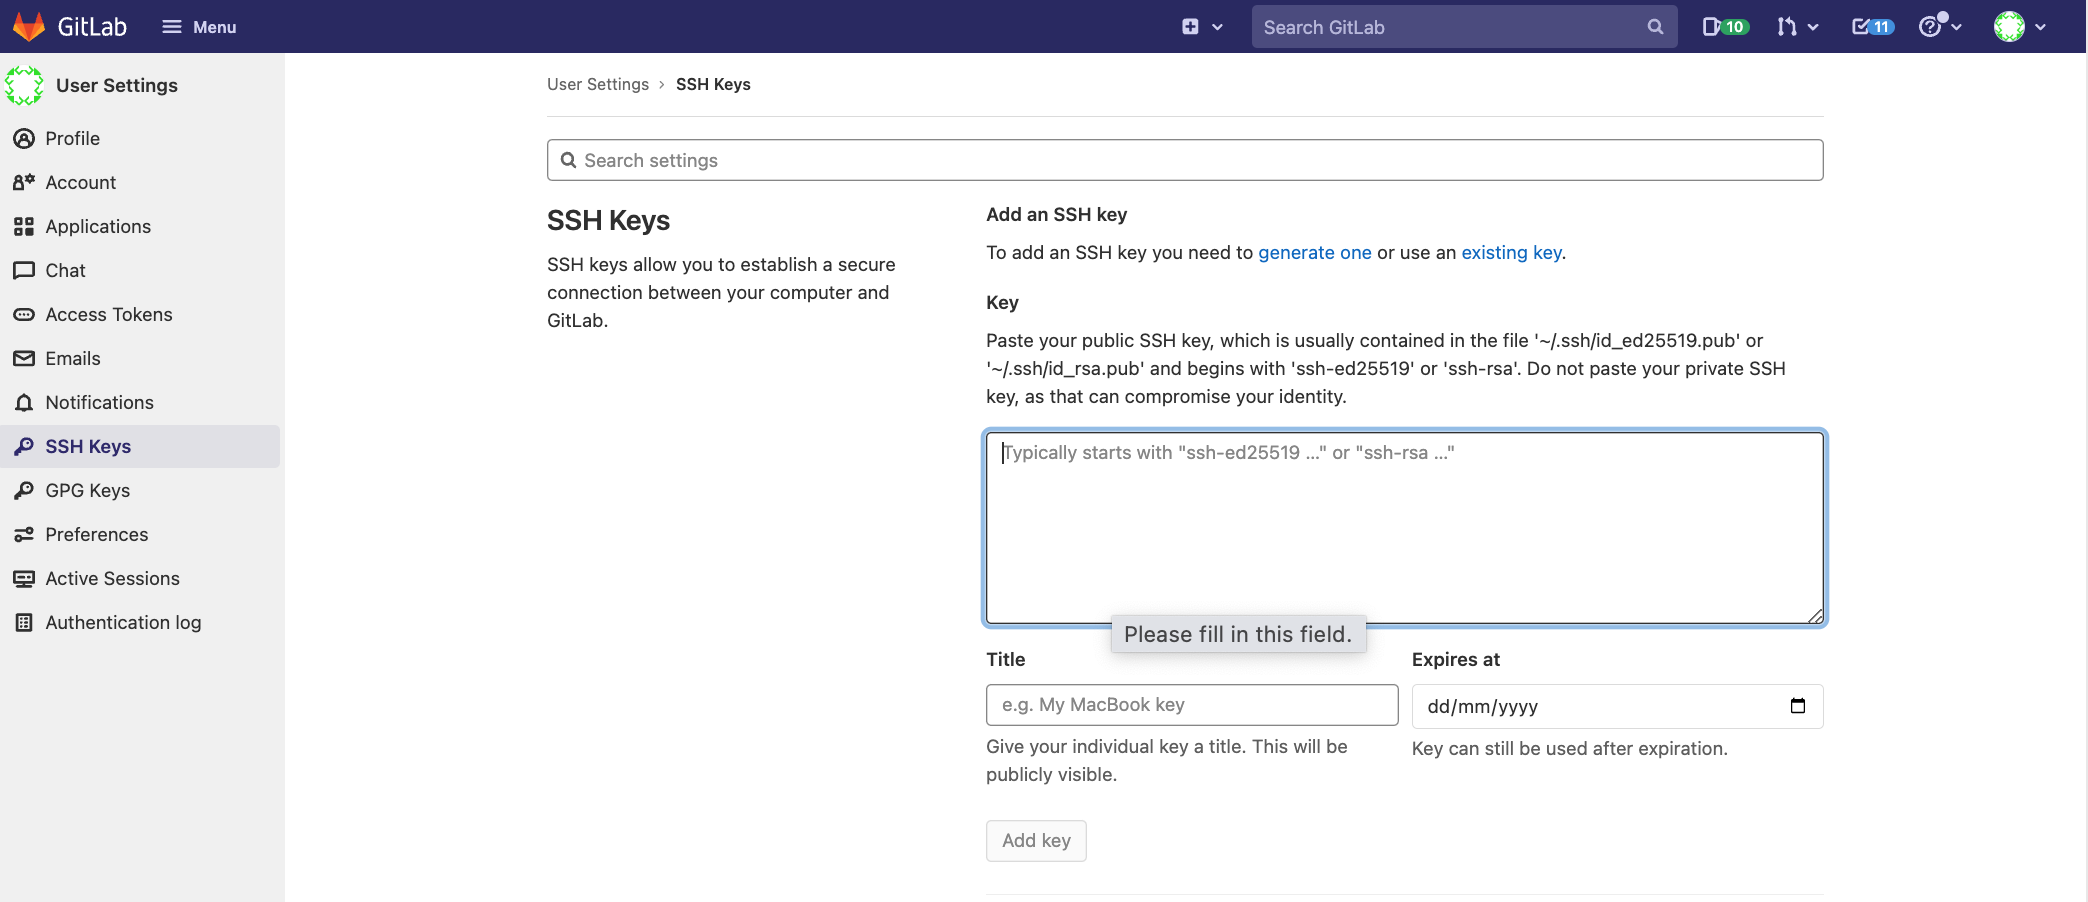 GitLab
Menu
Search GitLab
10
11
User Settings
Profile
Account
Applications
Chat
Access Tokens
Emails
Notifications
SSH Keys
GPG Keys
Preferences
Active Sessions
Authentication log
User Settings › SSH Keys
Search settings
SSH Keys
SSH keys allow you to establish a secure
connection between your computer and
GitLab.
Add an SSH key
To add an SSH key you need to generate one or use an existing key.
Key
Paste your public SSH key, which is usually contained in the file '~/.ssh/id_ed25519.pub' or
'~/.ssh/id_rsa.pub' and begins with 'ssh-ed25519' or 'ssh-rsa'. Do not paste your private SSH
key, as that can compromise your identity.
Typically starts with "ssh-ed25519 ..." or "ssh-rsa ..."
Please fill in this field.
Title
e.g. My MacBook key
Give your individual key a title. This will be
publicly visible.
Expires at
dd/mm/yyyy
Key can still be used after expiration.
Add key